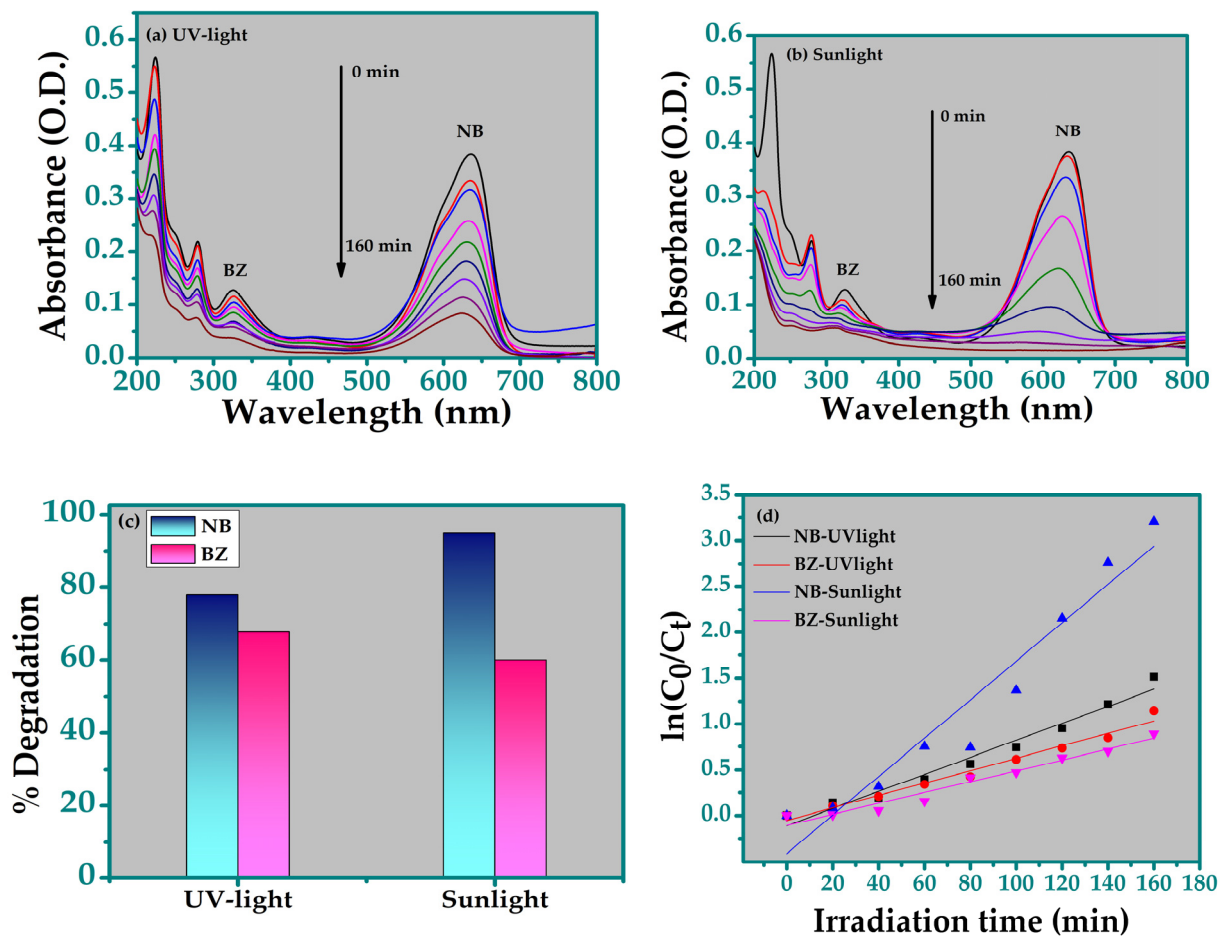 (a) UV-light
0 min
NB
160 min
BZ
0.6
0.5
0.4
0.3
0.2
0.1
0.0
200 300 400 500 600 700 800
Absorbance (O.D.)
Wavelength (nm)
(b) Sunlight
0 min
NB
160 min
BZ
0.6
0.5
0.4
0.3
0.2
0.1
0.0
200 300 400 500 600 700 800
Absorbance (O.D.)
Wavelength (nm)
(c)
NB
BZ
100
80
60
40
20
0
% Degradation
UV-light Sunlight
(d)
NB-UVlight
BZ-UVlight
NB-Sunlight
BZ-Sunlight
3.5
3.0
2.5
2.0
1.5
1.0
0.5
0.0
ln(C0/Ct)
0 20 40 60 80 100 120 140 160 180
Irradiation time (min)